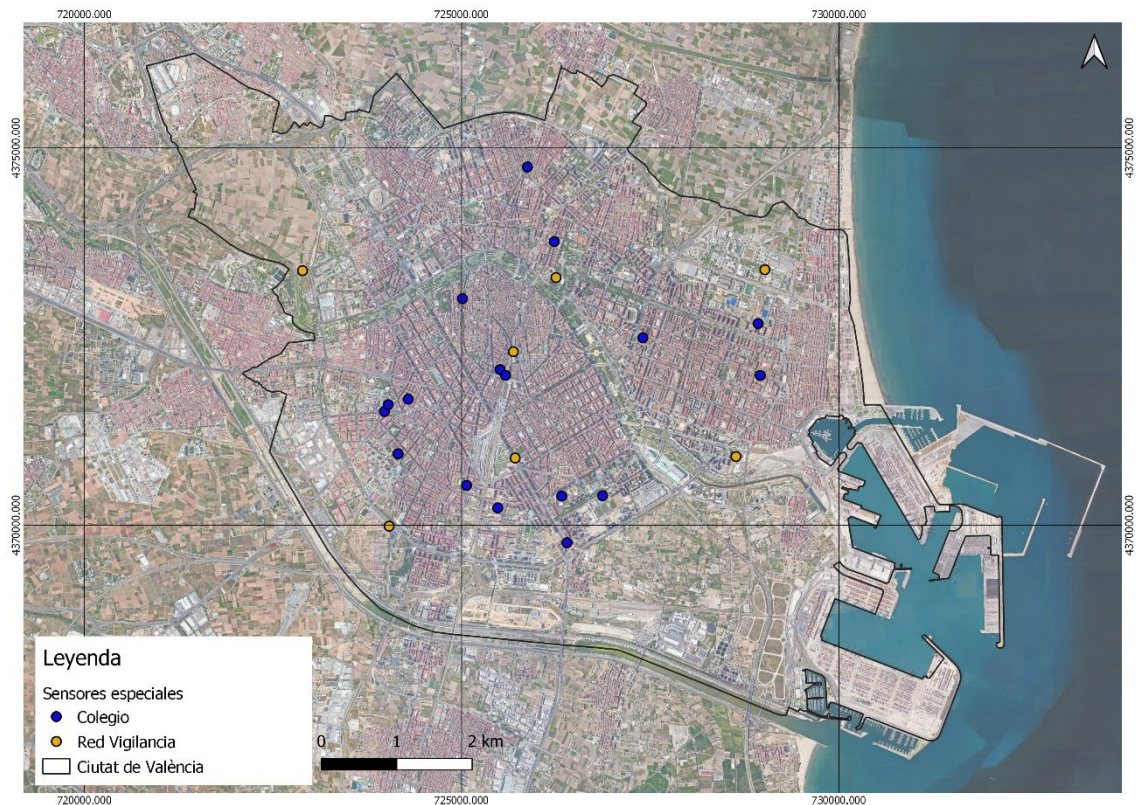 720000.000 725000.000 730000.000
4375000.000 4375000.000
4370000.000 4370000.000
Leyenda
Sensores especiales
Colegio
Red Vigilancia
Ciutat de València
0 1 2 km
720000.000 725000.000 730000.000